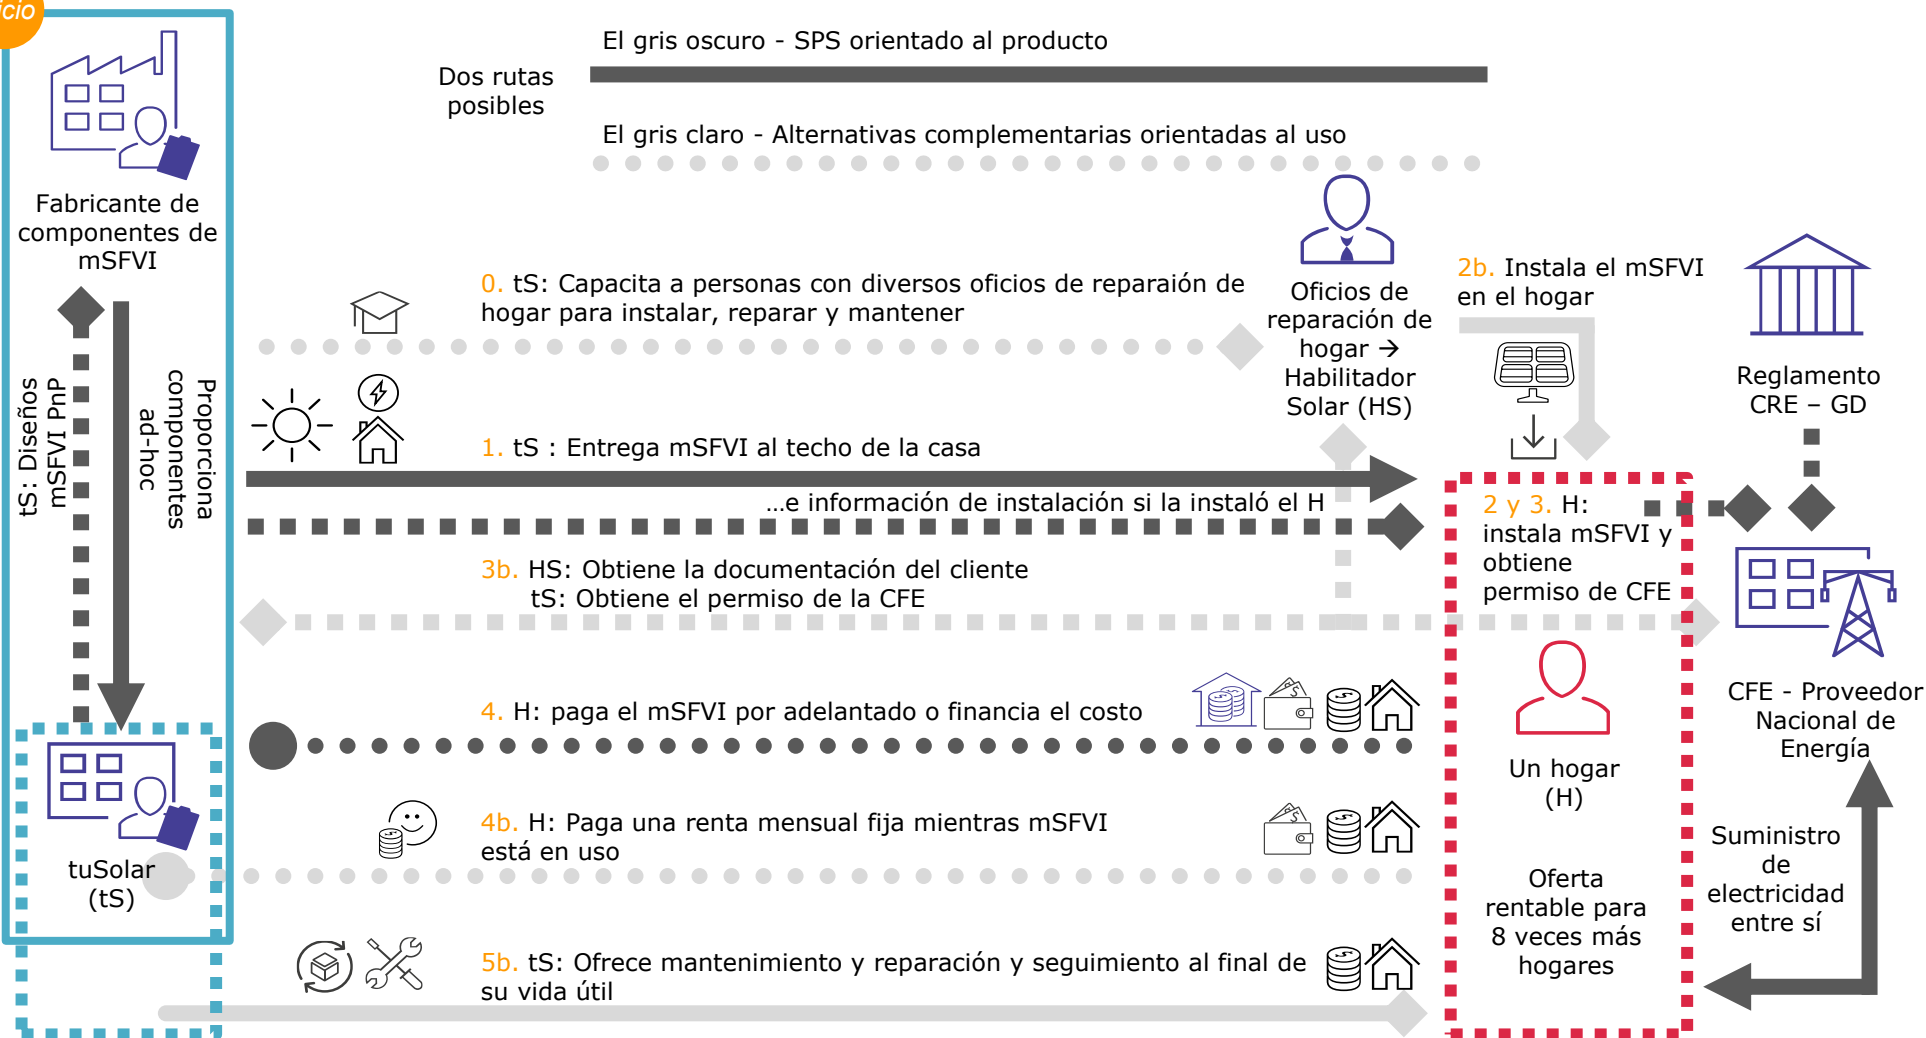 icio
El gris oscuro - SPS orientado al producto
Dos rutas
posibles
El gris claro - Alternativas complementarias orientadas al uso
Fabricante de
componentes de
mSFVI
tS: Diseños
mSFVI PnP
Proporciona
componentes
ad-hoc
tuSolar
(tS)
0. tS: Capacita a personas con diversos oficios de reparaión de
hogar para instalar, reparar y mantener
Oficios de
reparación de
hogar →
Habilitador
Solar (HS)
2b. Instala el mSFVI
en el hogar
Reglamento
CRE – GD
1. tS : Entrega mSFVI al techo de la casa
...e información de instalación si la instaló el H
2 y 3. H:
instala mSFVI y
obtiene
permiso de CFE
3b. HS: Obtiene la documentación del cliente
tS: Obtiene el permiso de la CFE
4. H: paga el mSFVI por adelantado o financia el costo
CFE - Proveedor
Nacional de
Energía
Un hogar
(H)
4b. H: Paga una renta mensual fija mientras mSFVI
está en uso
Suministro
de
electricidad
entre sí
Oferta
rentable para
8 veces más
hogares
5b. tS: Ofrece mantenimiento y reparación y seguimiento al final de
su vida útil